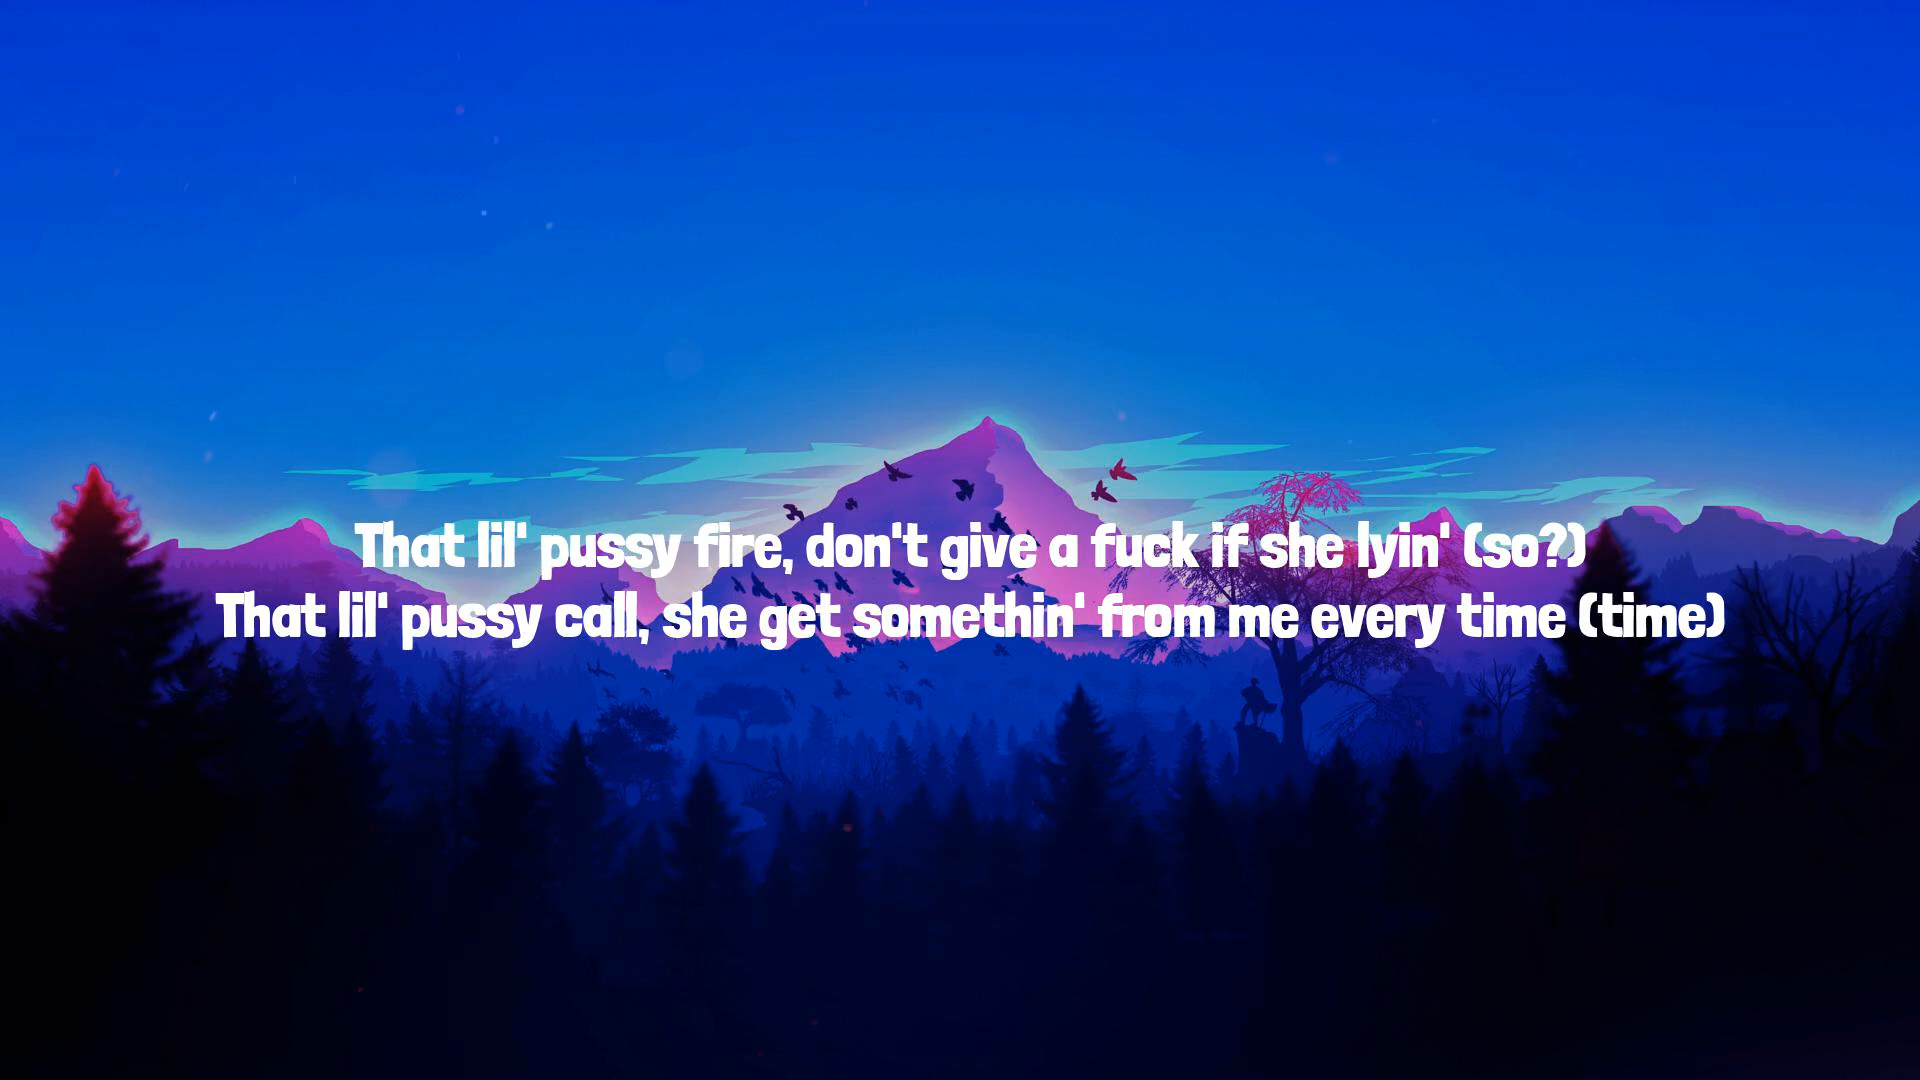 That lil' pussy fire, don't give a fuck if she lyin' (so?)
That lil' pussy call, she get somethin' from me every time (time)